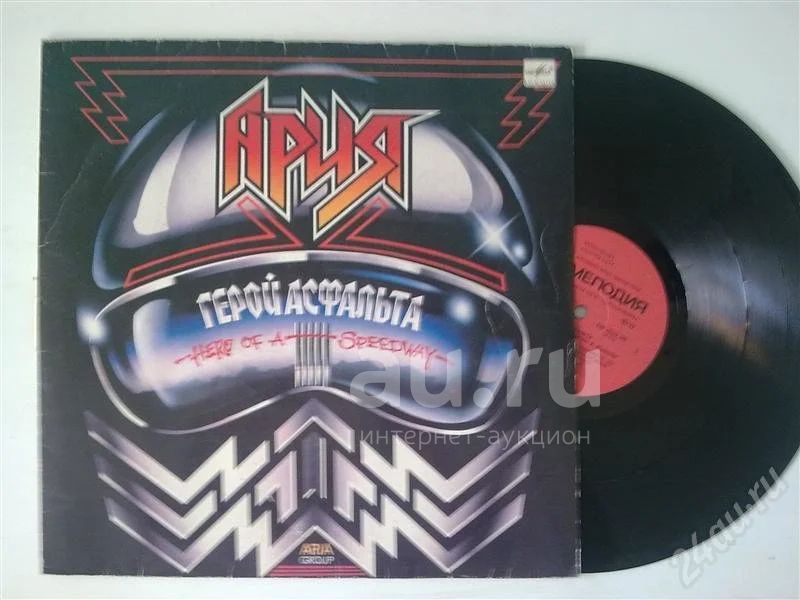 Ария
ГЕРОЙ АСФАЛЬТА
HERO OF A SPEEDWAY
МЕЛОДИЯ
au.ru
интернет-аукцион
ARIA
GROUP
24au.ru